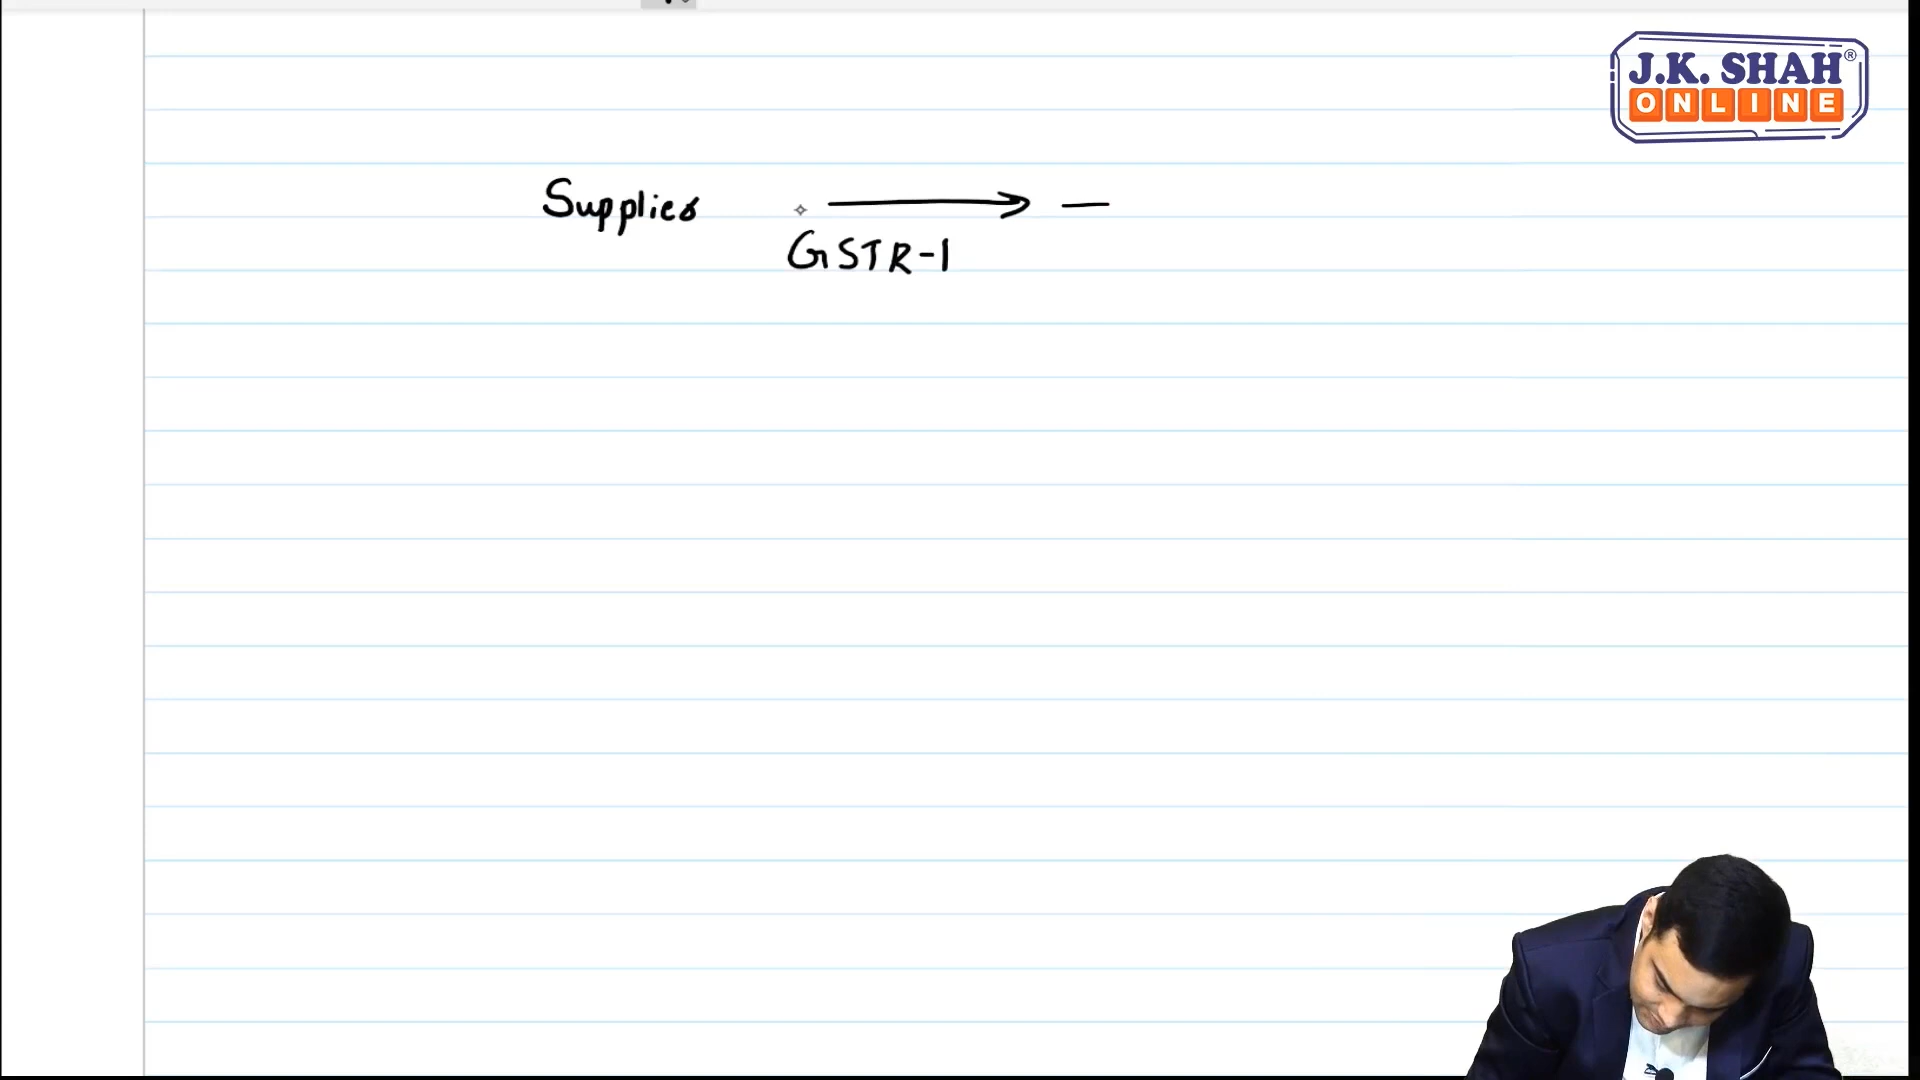 J.K. SHAH®
ONLINE
Supplies → —
GSTR-1